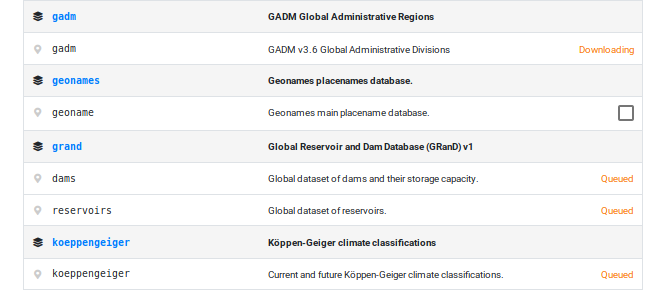 gadm GADM Global Administrative Regions
gadm GADM v3.6 Global Administrative Divisions Downloading
geonames Geonames placenames database.
geoname Geonames main placename database.
grand Global Reservoir and Dam Database (GRanD) v1
dams Global dataset of dams and their storage capacity. Queued
reservoirs Global dataset of reservoirs. Queued
koeppengeiger Köppen-Geiger climate classifications
koeppengeiger Current and future Köppen-Geiger climate classifications. Queued